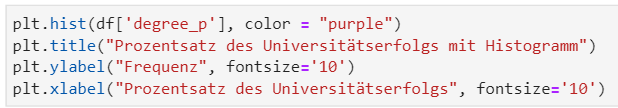 plt.hist(df['degree_p'], color = "purple")
plt.title("Prozentsatz des Universitätserfolgs mit Histogramm")
plt.ylabel("Frequenz", fontsize='10')
plt.xlabel("Prozentsatz des Universitätserfolgs", fontsize='10')